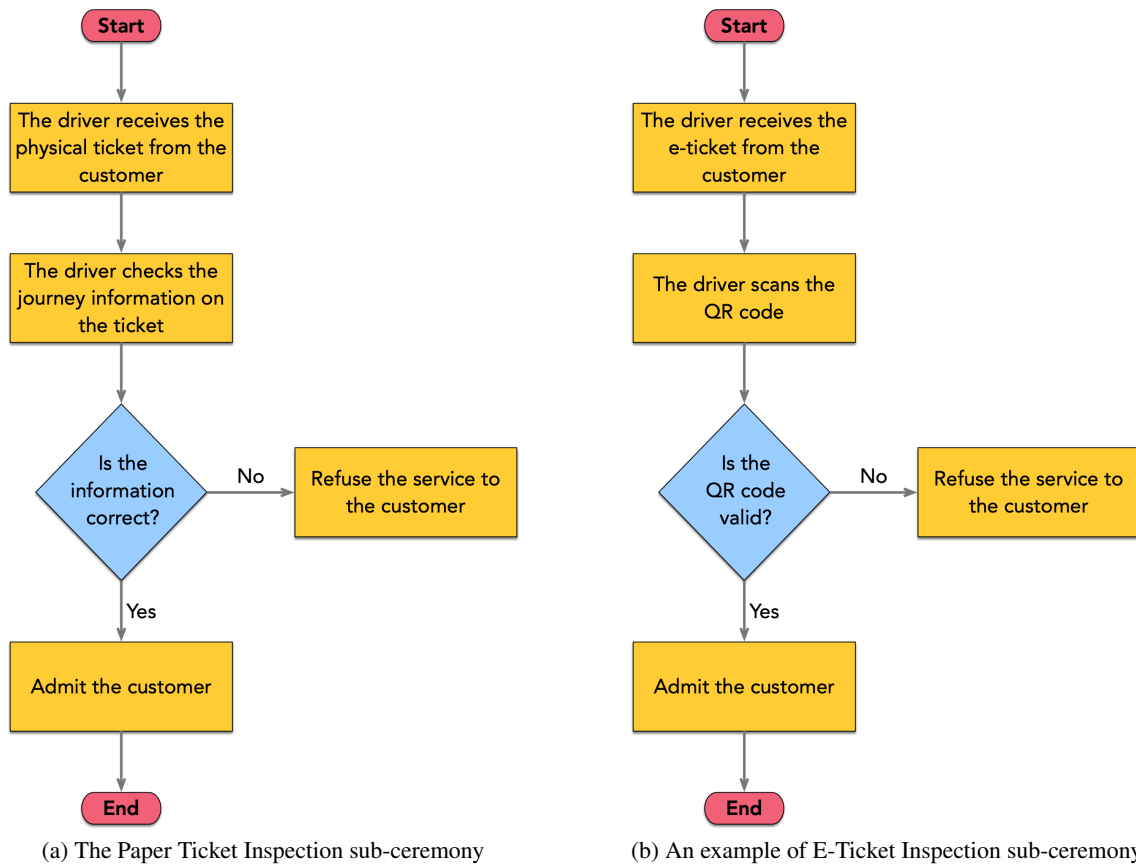 Start
The driver receives the
physical ticket from the
customer
The driver checks the
journey information on
the ticket
Is the
information
correct?
No
Refuse the service to
the customer
Yes
Admit the customer
End
(a) The Paper Ticket Inspection sub-ceremony
Start
The driver receives the
e-ticket from the
customer
The driver scans the
QR code
Is the
QR code
valid?
No
Refuse the service to
the customer
Yes
Admit the customer
End
(b) An example of E-Ticket Inspection sub-ceremony